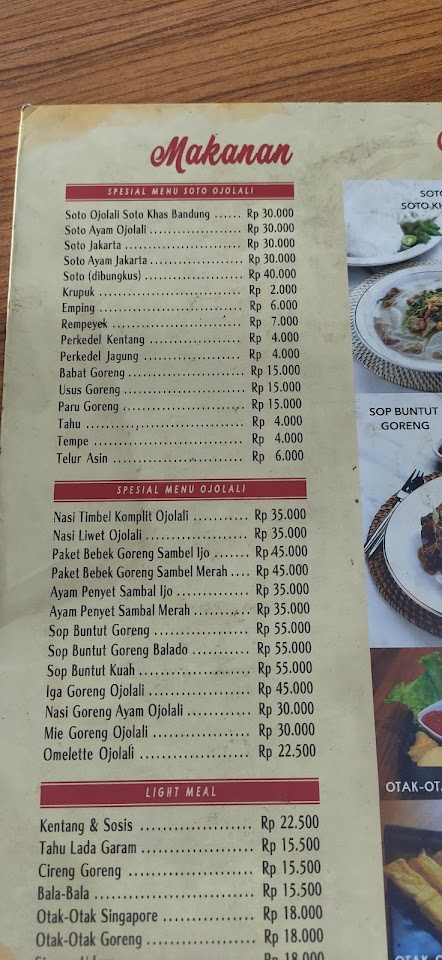 Makanan
SPESIAL MENU SOTO OJOLALI
Soto Ojolali Soto Khas Bandung ...... Rp 30.000
Soto Ayam Ojolali ...................... Rp 30.000
Soto Jakarta ............................ Rp 30.000
Soto Ayam Jakarta ...................... Rp 30.000
Soto (dibungkus) ....................... Rp 40.000
Krupuk .................................. Rp 2.000
Emping .................................. Rp 6.000
Rempeyek ................................ Rp 7.000
Perkedel Kentang ....................... Rp 4.000
Perkedel Jagung ........................ Rp 4.000
Babat Goreng ............................ Rp 15.000
Usus Goreng ............................. Rp 15.000
Paru Goreng ............................. Rp 15.000
Tahu .................................... Rp 4.000
Tempe ................................... Rp 4.000
Telur Asin .............................. Rp 6.000
SPESIAL MENU OJOLALI
Nasi Timbel Komplit Ojolali ........... Rp 35.000
Nasi Liwet Ojolali ..................... Rp 35.000
Paket Bebek Goreng Sambel Ijo ....... Rp 45.000
Paket Bebek Goreng Sambel Merah .... Rp 45.000
Ayam Penyet Sambal Ijo ............... Rp 35.000
Ayam Penyet Sambal Merah ........... Rp 35.000
Sop Buntut Goreng .................... Rp 55.000
Sop Buntut Goreng Balado ............ Rp 55.000
Sop Buntut Kuah ....................... Rp 55.000
Iga Goreng Ojolali ..................... Rp 45.000
Nasi Goreng Ayam Ojolali ............. Rp 30.000
Mie Goreng Ojolali .................... Rp 30.000
Omelette Ojolali ....................... Rp 22.500
LIGHT MEAL
Kentang & Sosis ....................... Rp 22.500
Tahu Lada Garam ...................... Rp 15.500
Cireng Goreng ......................... Rp 15.500
Bala-Bala ............................... Rp 15.500
Otak-Otak Singapore .................. Rp 18.000
Otak-Otak Goreng ..................... Rp 18.000
Rp 18.000
SOTO
SOP BUNTUT
GORENG